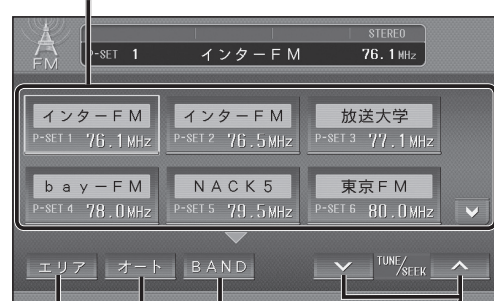 STEREO
FM P-SET 1 インターFM 76.1MHz
インターFM インターFM 放送大学
P-SET 1 76.1MHz P-SET 2 76.5MHz P-SET 3 77.1MHz
bay-FM NACK5 東京FM
P-SET 4 78.0MHz P-SET 5 79.5MHz P-SET 6 80.0MHz
エリア オート BAND TUNE/SEEK